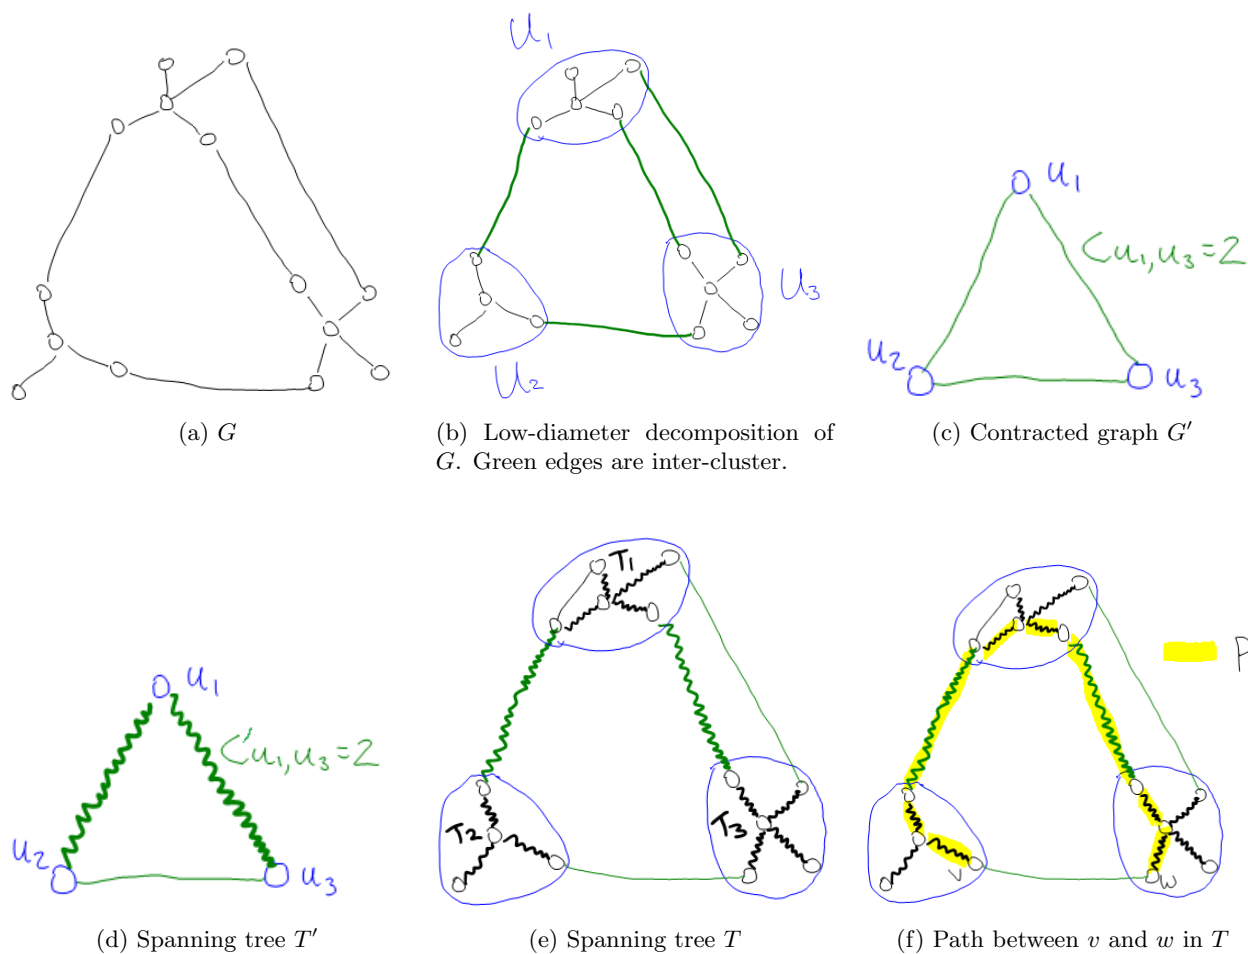 U₁
U₂
U₃
u₁
u₂
u₃
Cu₁,u₃=2
(a) G
(b) Low-diameter decomposition of
G. Green edges are inter-cluster.
(c) Contracted graph G′
u₁
u₂
u₃
C′u₁,u₃=2
T₁
T₂
T₃
P
v
w
(d) Spanning tree T′
(e) Spanning tree T
(f) Path between v and w in T